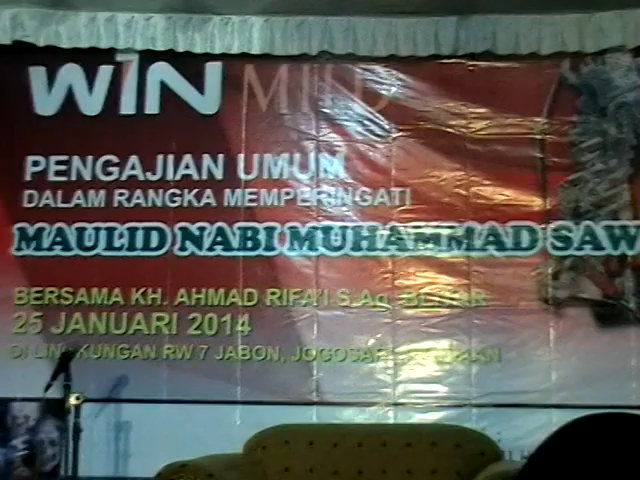 WIN MILD
PENGAJIAN UMUM
DALAM RANGKA MEMPERINGATI
MAULID NABI MUHAMMAD SAW
BERSAMA KH. AHMAD RIFA'I S.Ag.
25 JANUARI 2014
DI LINGKUNGAN RW 7 JABON,